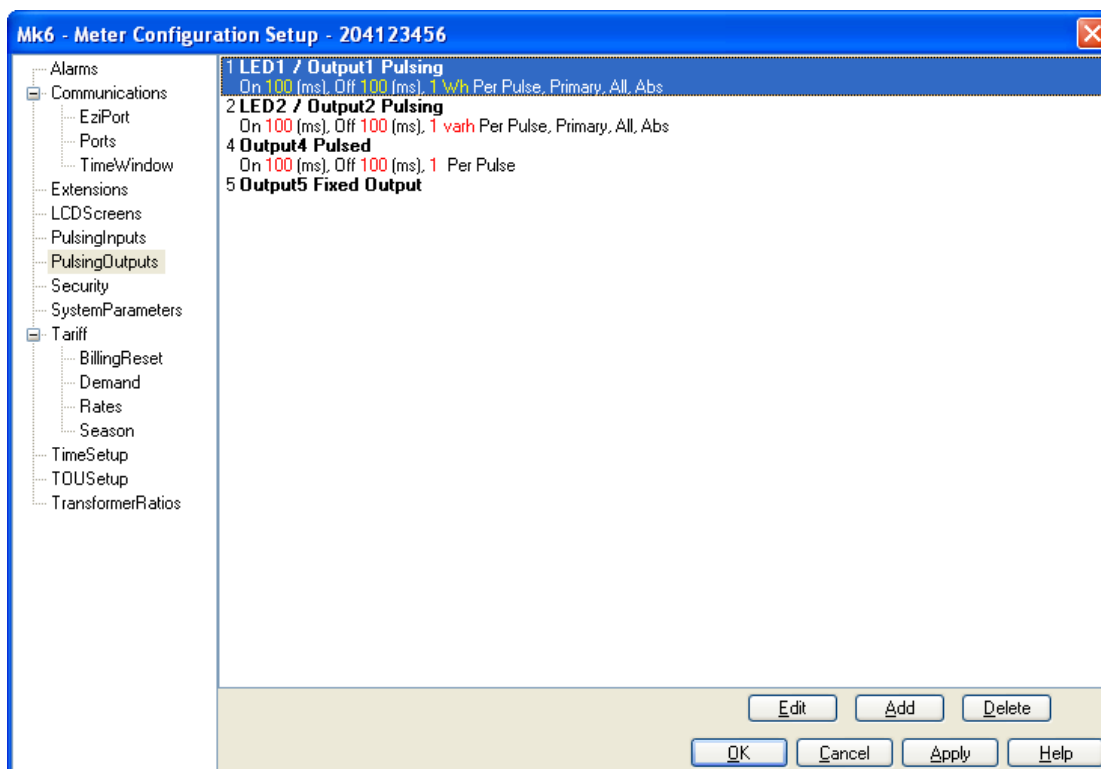 Mk6 - Meter Configuration Setup - 204123456
Alarms
Communications
EziPort
Ports
TimeWindow
Extensions
LCDScreens
PulsingInputs
PulsingOutputs
Security
SystemParameters
Tariff
BillingReset
Demand
Rates
Season
TimeSetup
TOUSetup
TransformerRatios
1 LED1 / Output1 Pulsing
On 100 (ms), Off 100 (ms), 1 Wh Per Pulse, Primary, All, Abs
2 LED2 / Output2 Pulsing
On 100 (ms), Off 100 (ms), 1 varh Per Pulse, Primary, All, Abs
4 Output4 Pulsed
On 100 (ms), Off 100 (ms), 1 Per Pulse
5 Output5 Fixed Output
Edit Add Delete
OK Cancel Apply Help